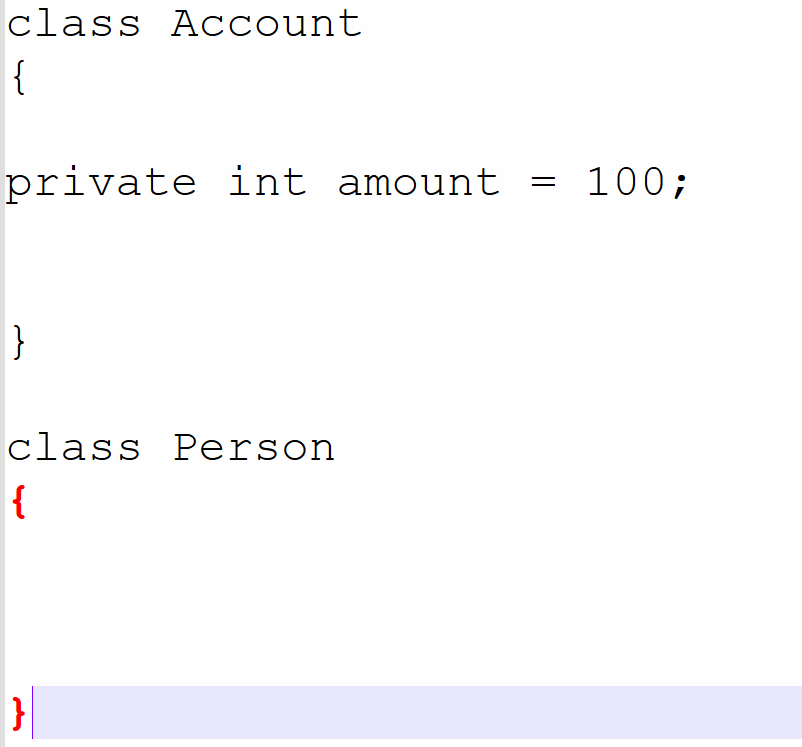 class Account
{
private int amount = 100;
}
class Person
{
}